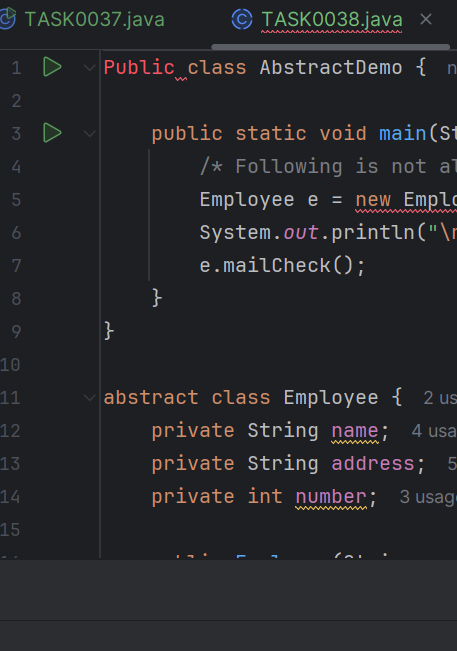 TASK0037.java TASK0038.java
1 Public class AbstractDemo { n
2
3 public static void main(St
4 /* Following is not al
5 Employee e = new Emplo
6 System.out.println("\n
7 e.mailCheck();
8 }
9 }
10
11 abstract class Employee { 2 us
12 private String name; 4 usa
13 private String address; 5
14 private int number; 3 usag
15